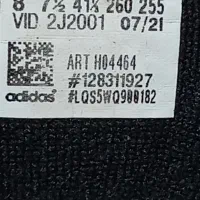 8 7½ 41⅓ 260 255
VID 2J2001 07/21
ART H04464
#128311927
adidas #LQS5WQ900182